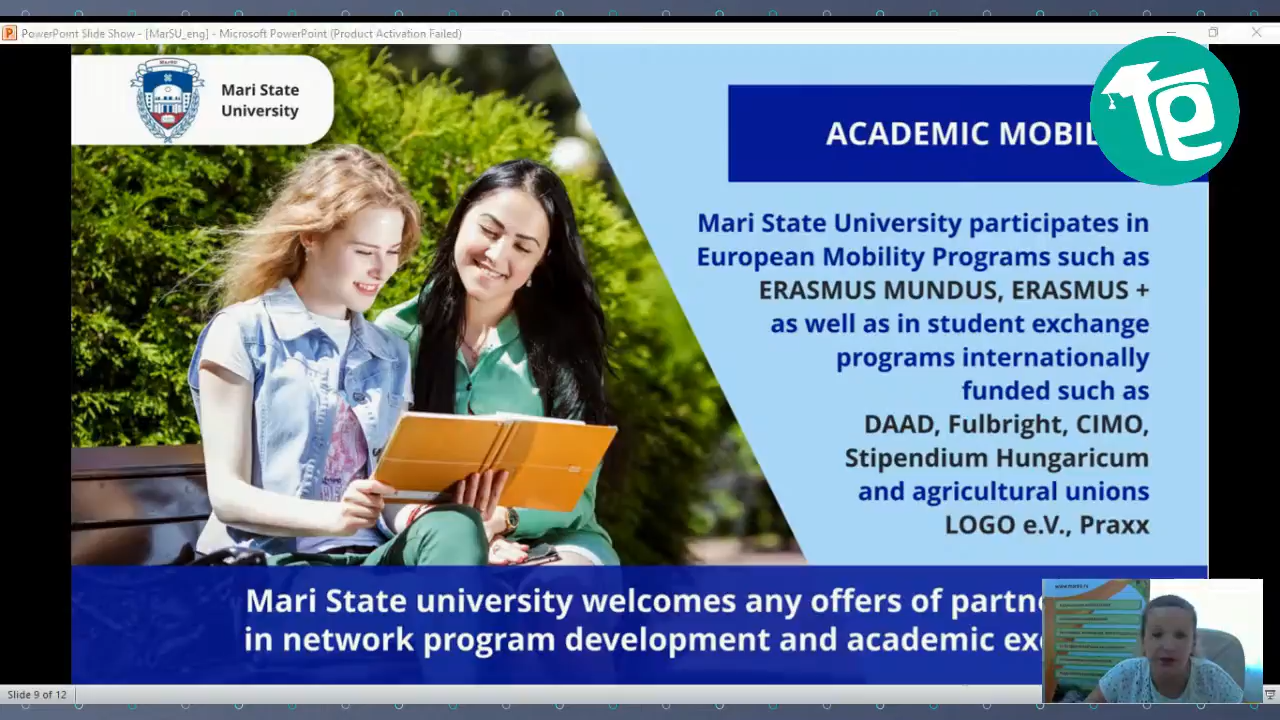 PowerPoint Slide Show - [MarSU_eng] - Microsoft PowerPoint (Product Activation Failed)
MarSU
Mari State
University
ACADEMIC MOBIL
Mari State University participates in
European Mobility Programs such as
ERASMUS MUNDUS, ERASMUS +
as well as in student exchange
programs internationally
funded such as
DAAD, Fulbright, CIMO,
Stipendium Hungaricum
and agricultural unions
LOGO e.V., Praxx
Mari State university welcomes any offers of partn
in network program development and academic ex
Slide 9 of 12